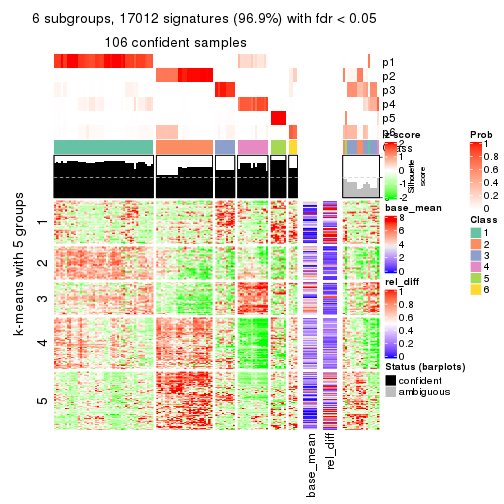 6 subgroups, 17012 signatures (96.9%) with fdr < 0.05
106 confident samples
p1
p2
p3
p4
p5
p6
Class
Silhouette
score
k-means with 5 groups
1
2
3
4
5
base_mean
rel_diff
z-score
2
1
0
-1
-2
base_mean
8
6
4
2
0
rel_diff
1
0.8
0.6
0.4
0.2
0
Status (barplots)
confident
ambiguous
Prob
1
0.8
0.6
0.4
0.2
0
Class
1
2
3
4
5
6